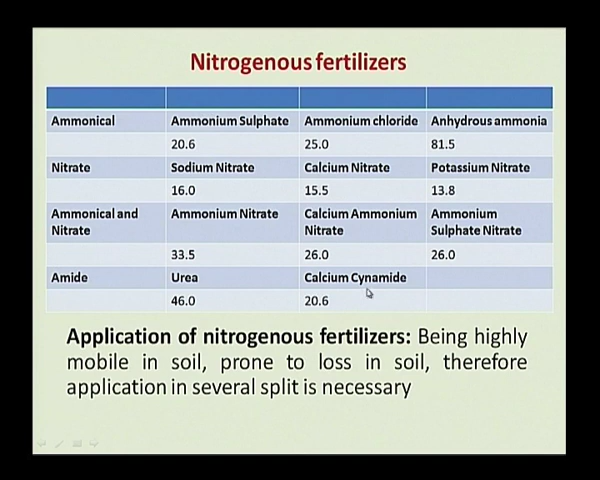 Nitrogenous fertilizers
Ammonical Ammonium Sulphate Ammonium chloride Anhydrous ammonia
20.6 25.0 81.5
Nitrate Sodium Nitrate Calcium Nitrate Potassium Nitrate
16.0 15.5 13.8
Ammonical and Ammonium Nitrate Calcium Ammonium Ammonium
Nitrate Nitrate Sulphate Nitrate
33.5 26.0 26.0
Amide Urea Calcium Cynamide
46.0 20.6
Application of nitrogenous fertilizers: Being highly
mobile in soil, prone to loss in soil, therefore
application in several split is necessary